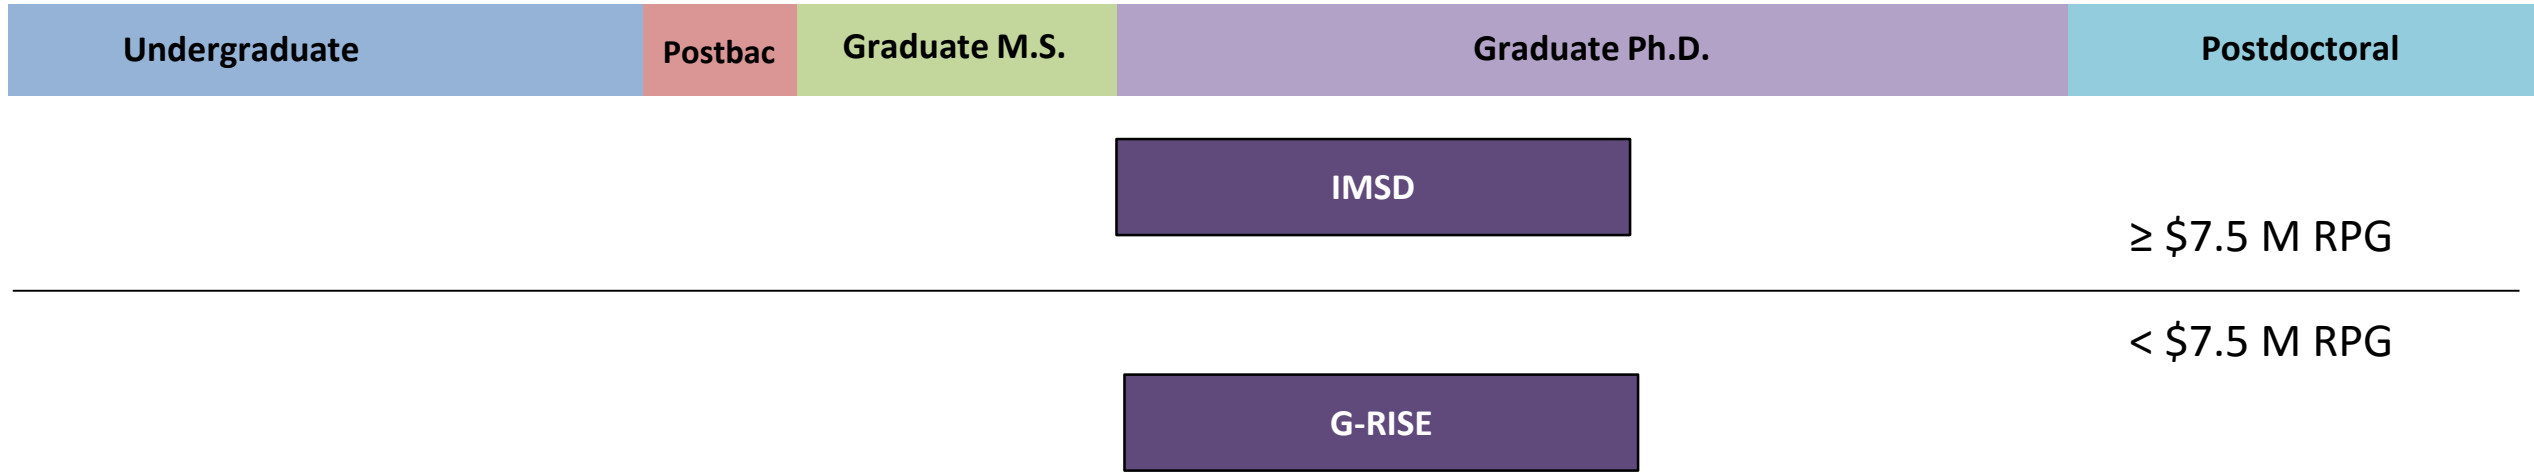 Undergraduate
Postbac
Graduate M.S.
Graduate Ph.D.
Postdoctoral
IMSD
≥ $7.5 M RPG
< $7.5 M RPG
G-RISE